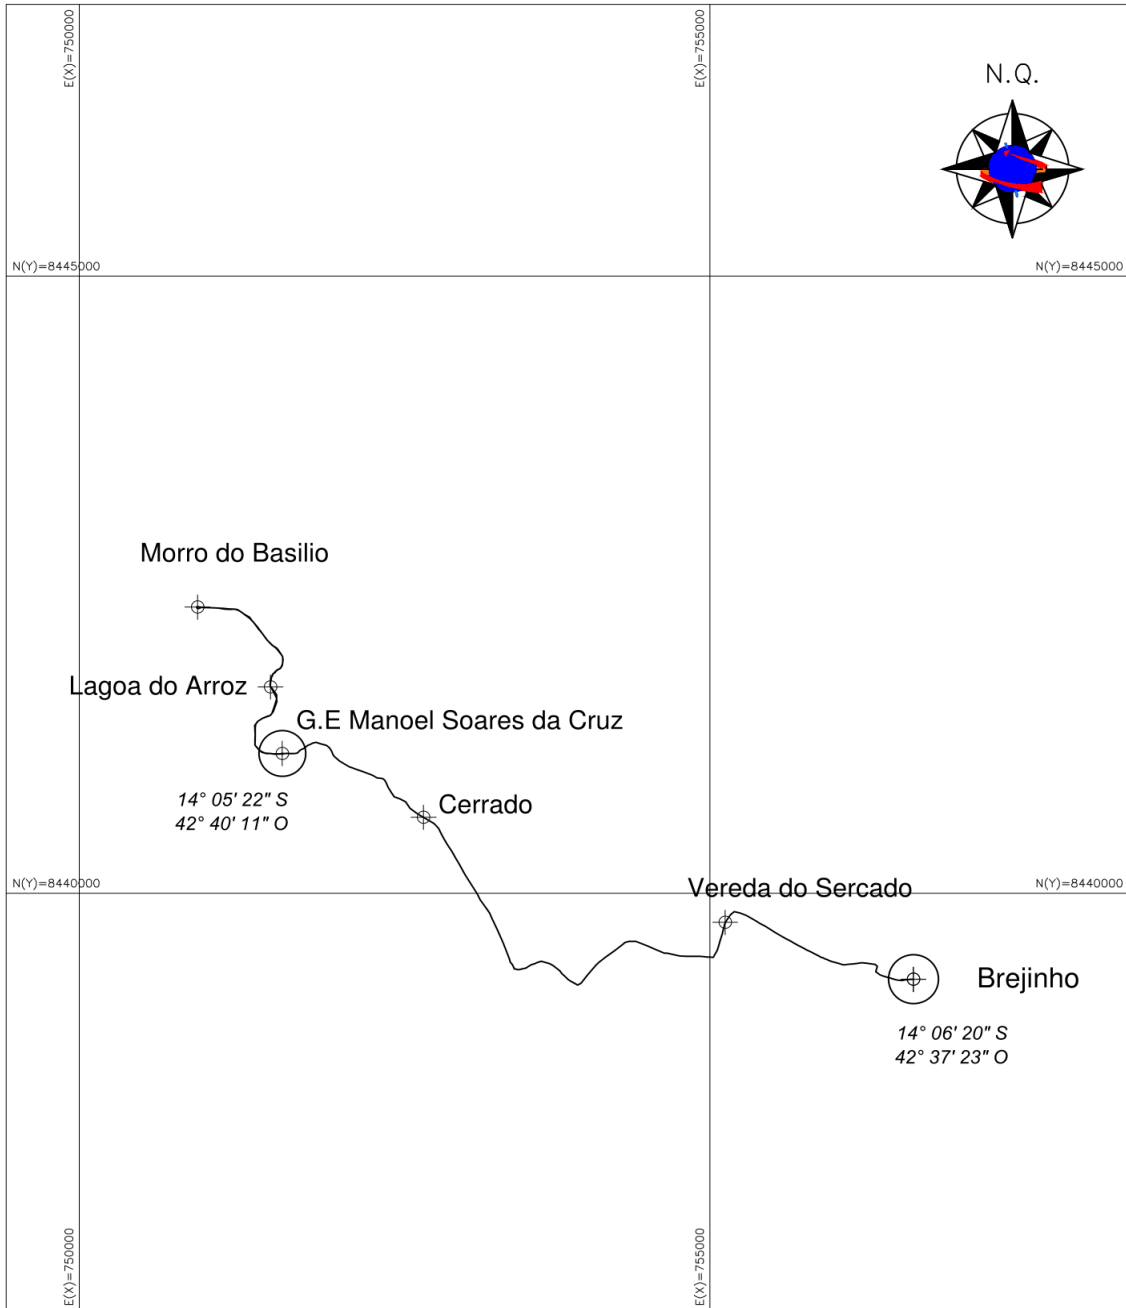 E(X)=750000
E(X)=755000
N.Q.
N(Y)=8445000
N(Y)=8445000
Morro do Basilio
Lagoa do Arroz
G.E Manoel Soares da Cruz
14° 05' 22" S
42° 40' 11" O
Cerrado
N(Y)=8440000
N(Y)=8440000
Vereda do Sercado
Brejinho
14° 06' 20" S
42° 37' 23" O
E(X)=750000
E(X)=755000